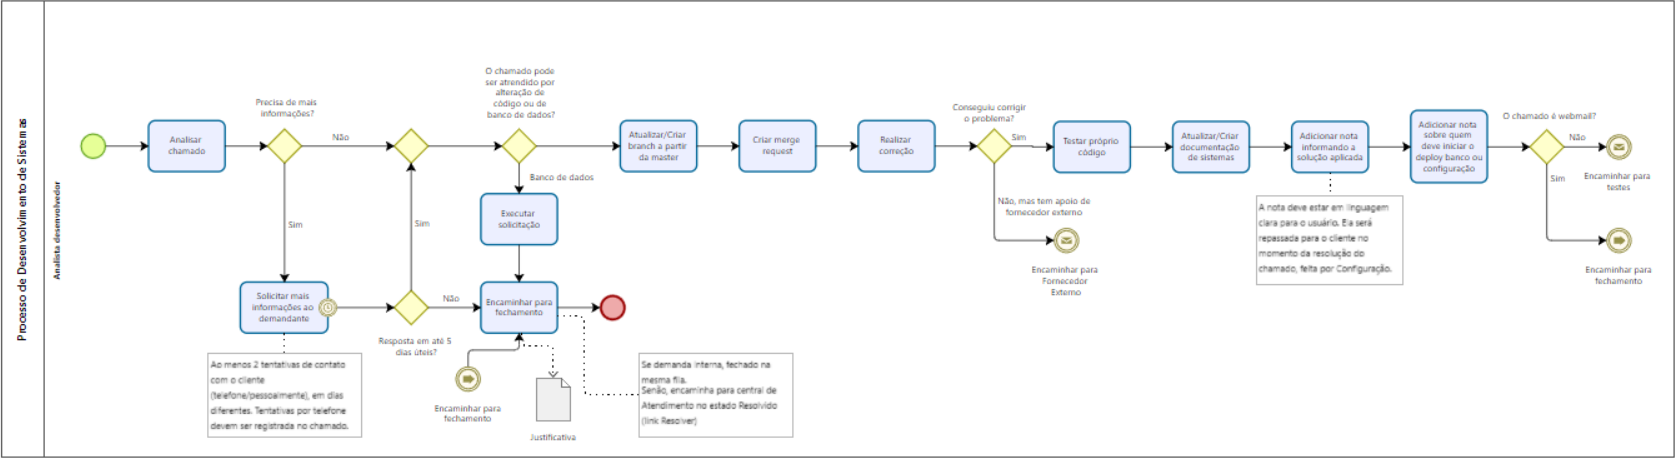 Processo de Desenvolvimento de Sistemas
Analista desenvolvedor
Analisar
chamado
Precisa de mais
informações?
Não
Sim
Solicitar mais
informações ao
demandante
Ao menos 2 tentativas de contato
com o cliente
(telefone/pessoalmente), em dias
diferentes. Tentativas por telefone
devem ser registrada no chamado.
Resposta em até 5
dias úteis?
Sim
Não
O chamado pode
ser atendido por
alteração de
código ou de
banco de dados?
Banco de dados
Executar
solicitação
Encaminhar para
fechamento
Encaminhar para
fechamento
Justificativa
Se demanda interna, fechado na
mesma fila.
Senão, encaminha para central de
Atendimento no estado Resolvido
(link Resolver)
Atualizar/Criar
branch a partir
da master
Criar merge
request
Realizar
correção
Conseguiu corrigir
o problema?
Sim
Não, mas tem apoio de
fornecedor externo
Encaminhar para
Fornecedor
Externo
Testar próprio
código
Atualizar/Criar
documentação
de sistemas
Adicionar nota
informando a
solução aplicada
A nota deve estar em linguagem
clara para o usuário. Ela será
repassada para o cliente no
momento da resolução do
chamado, feita por Configuração.
Adicionar nota
sobre quem
deve iniciar o
deploy banco ou
configuração
O chamado é webmail?
Não
Encaminhar para
testes
Sim
Encaminhar para
fechamento